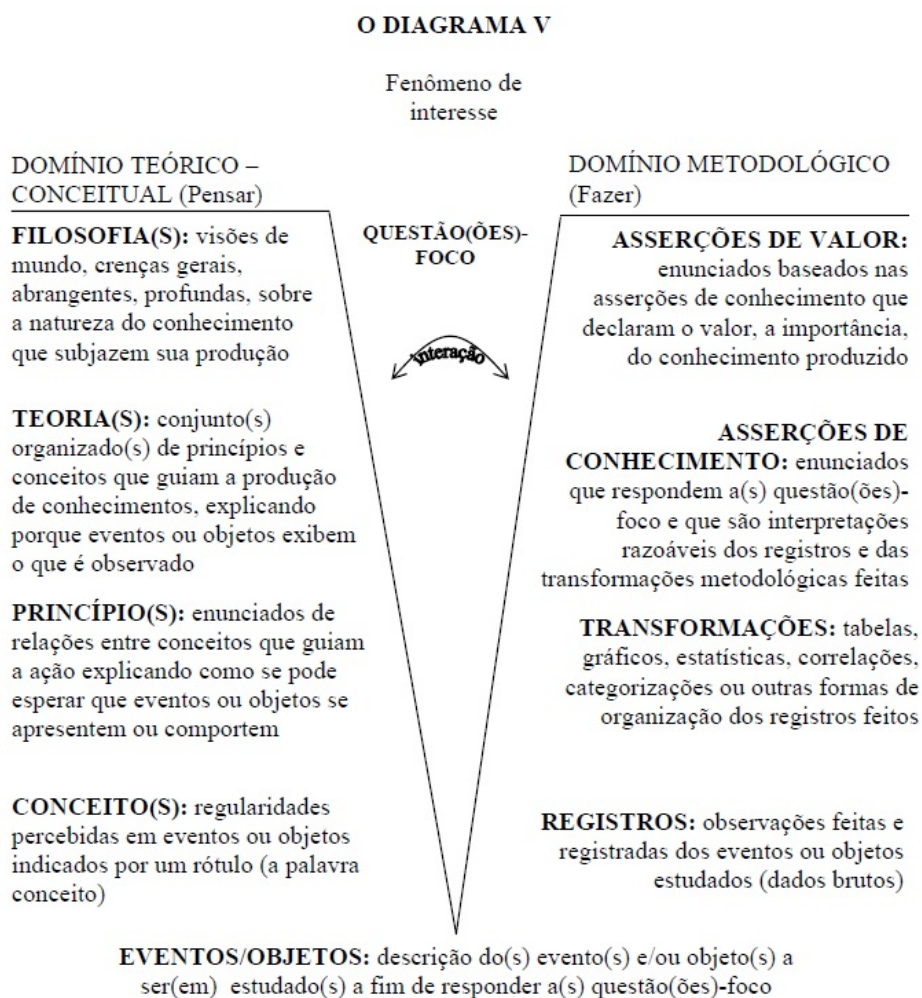 O DIAGRAMA V
Fenômeno de
interesse
DOMÍNIO TEÓRICO –
CONCEITUAL (Pensar)
FILOSOFIA(S): visões de
mundo, crenças gerais,
abrangentes, profundas, sobre
a natureza do conhecimento
que subjazem sua produção
TEORIA(S): conjunto(s)
organizado(s) de princípios e
conceitos que guiam a produção
de conhecimentos, explicando
porque eventos ou objetos exibem
o que é observado
PRINCÍPIO(S): enunciados de
relações entre conceitos que guiam
a ação explicando como se pode
esperar que eventos ou objetos se
apresentem ou comportem
CONCEITO(S): regularidades
percebidas em eventos ou objetos
indicados por um rótulo (a palavra
conceito)
QUESTÃO(ÕES)-
FOCO
interação
DOMÍNIO METODOLÓGICO
(Fazer)
ASSERÇÕES DE VALOR:
enunciados baseados nas
asserções de conhecimento que
declaram o valor, a importância,
do conhecimento produzido
ASSERÇÕES DE
CONHECIMENTO: enunciados
que respondem a(s) questão(ões)-
foco e que são interpretações
razoáveis dos registros e das
transformações metodológicas feitas
TRANSFORMAÇÕES: tabelas,
gráficos, estatísticas, correlações,
categorizações ou outras formas de
organização dos registros feitos
REGISTROS: observações feitas e
registradas dos eventos ou objetos
estudados (dados brutos)
EVENTOS/OBJETOS: descrição do(s) evento(s) e/ou objeto(s) a
ser(em) estudado(s) a fim de responder a(s) questão(ões)-foco